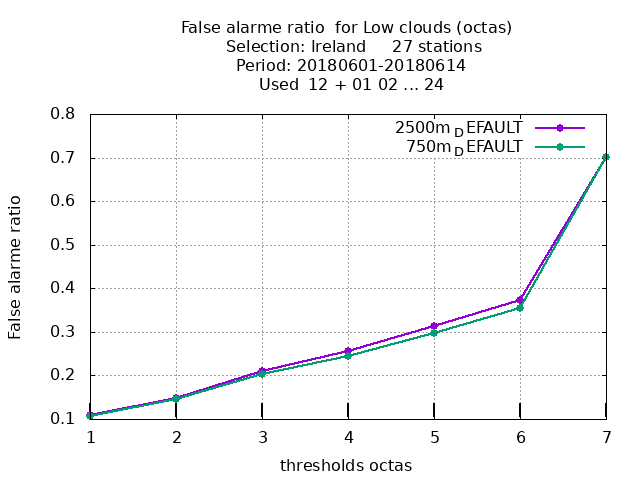 False alarme ratio  for Low clouds (octas)
Selection: Ireland     27 stations
Period: 20180601-20180614
Used  12 + 01 02 ... 24
0.8
0.7
0.6
0.5
0.4
0.3
0.2
0.1
False alarme ratio
2500m_DEFAULT
750m_DEFAULT
1 2 3 4 5 6 7
thresholds octas